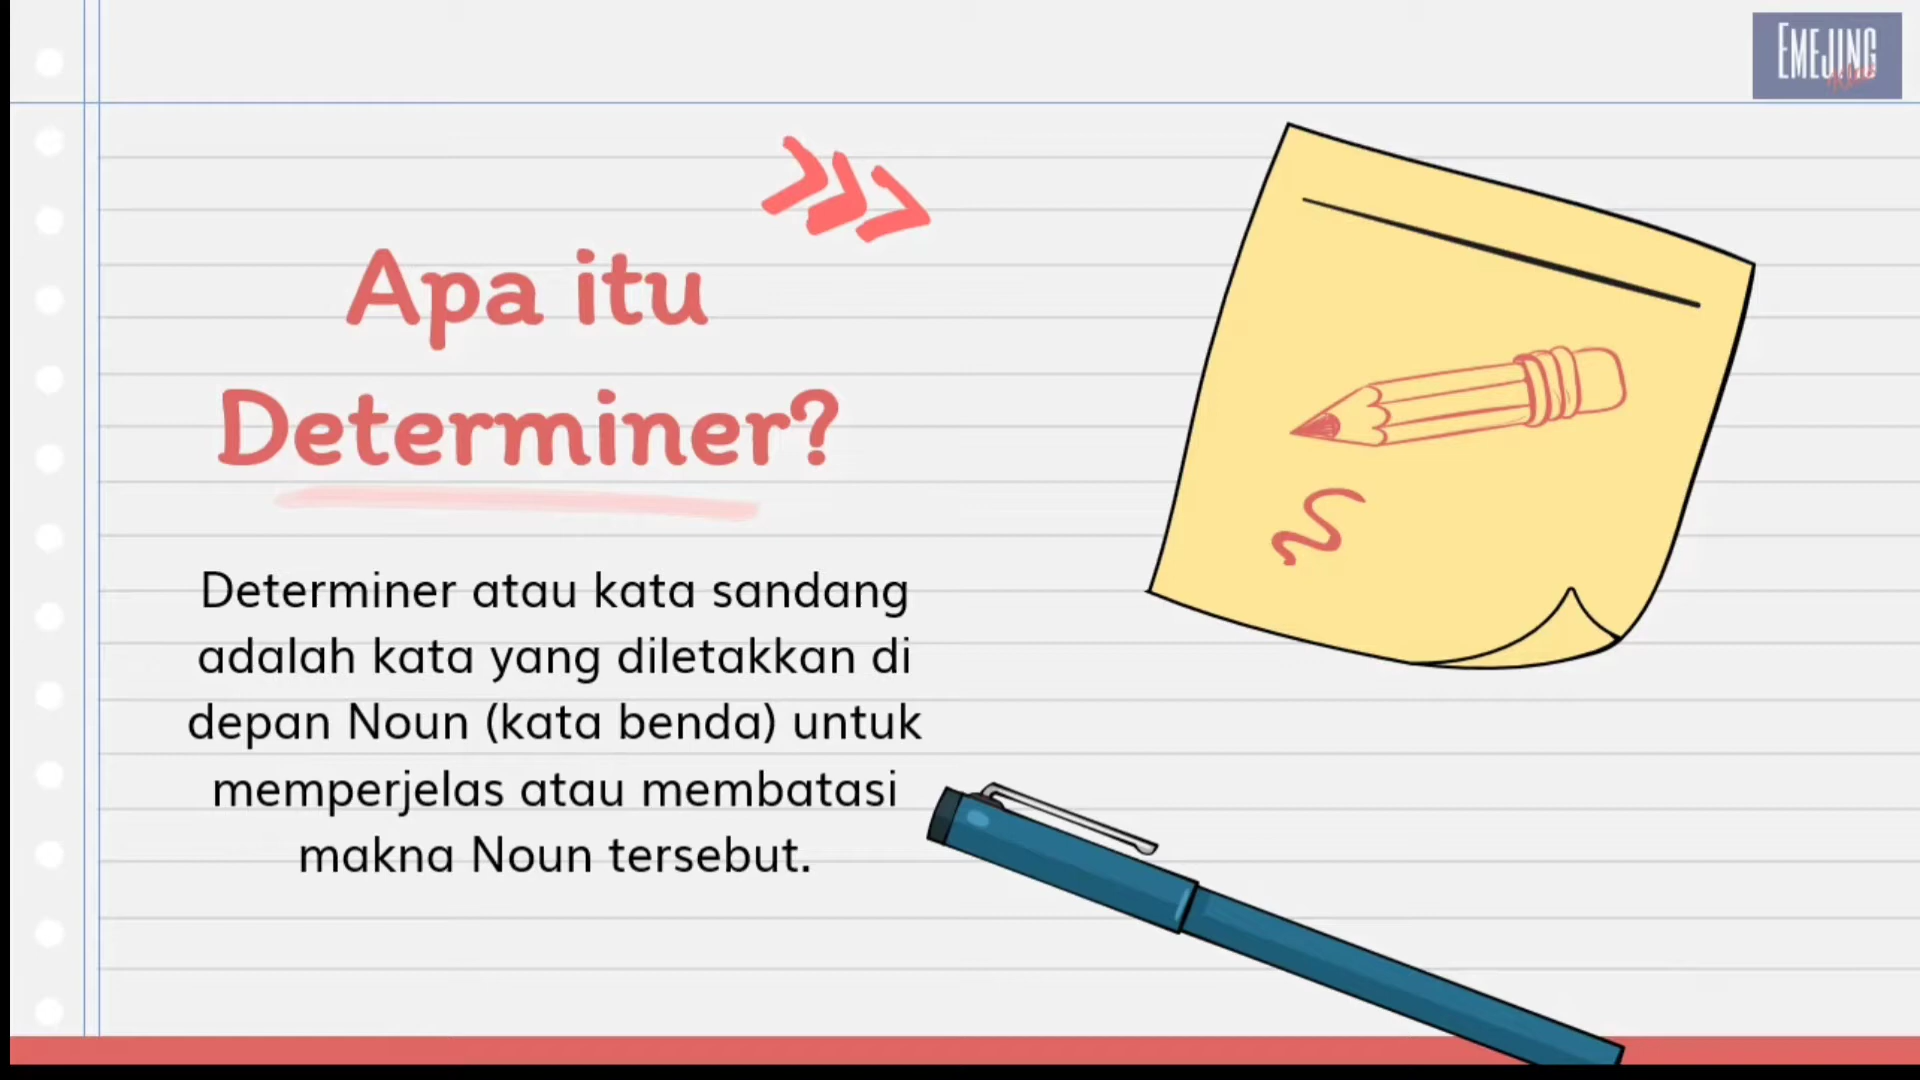 EMEJING
Apa itu
Determiner?
Determiner atau kata sandang
adalah kata yang diletakkan di
depan Noun (kata benda) untuk
memperjelas atau membatasi
makna Noun tersebut.